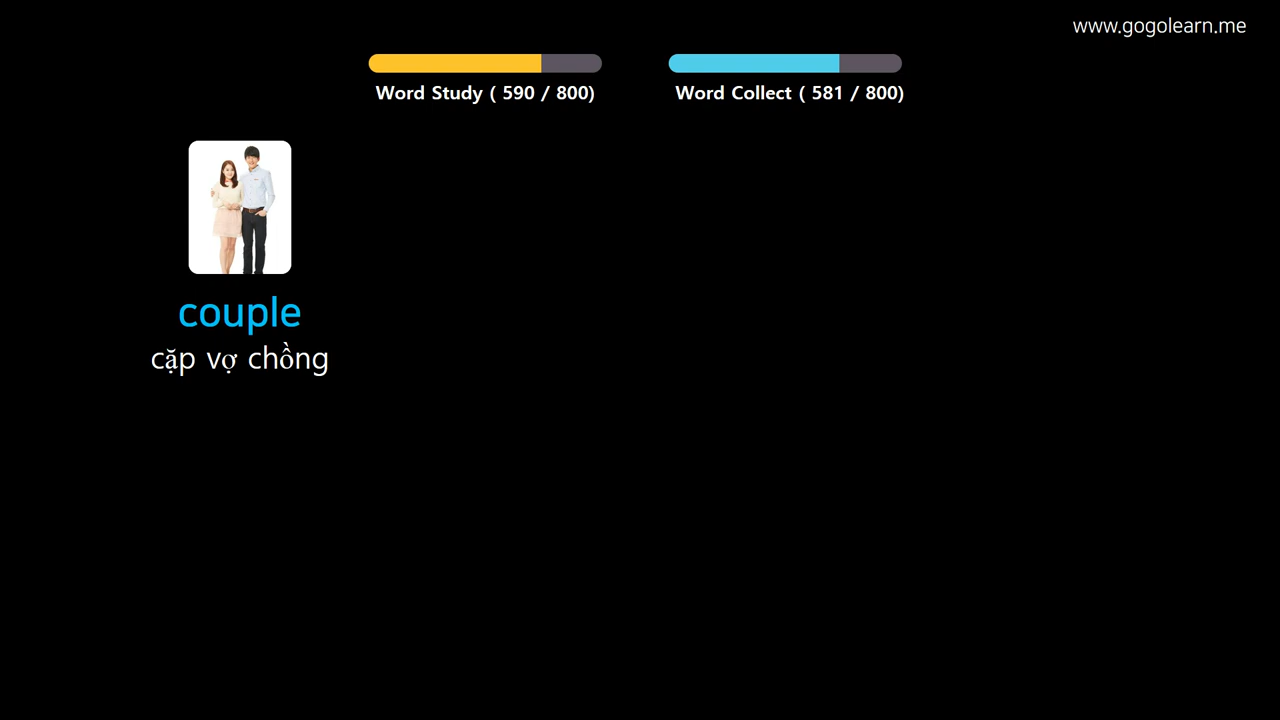 www.gogolearn.me
Word Study ( 590 / 800)
Word Collect ( 581 / 800)
couple
cặp vợ chồng